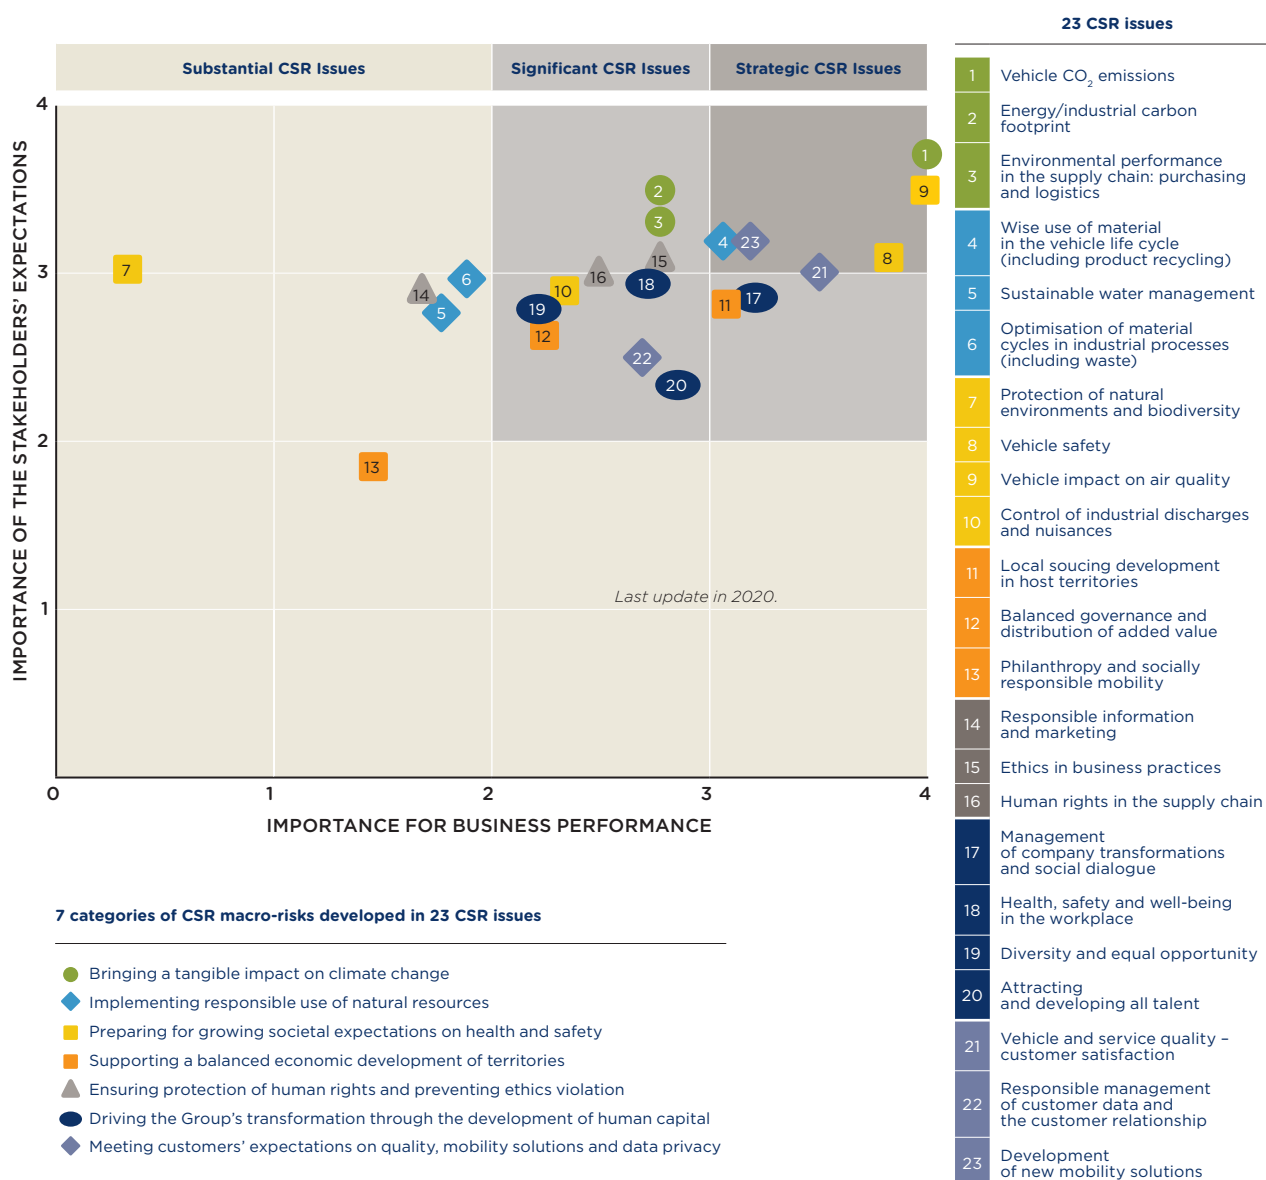 Substantial CSR Issues
Significant CSR Issues
Strategic CSR Issues
IMPORTANCE OF THE STAKEHOLDERS' EXPECTATIONS
4
3
2
1
1
9
2
3
4
23
8
7
15
16
21
6
14
5
18
10
19
11
17
12
22
20
13
Last update in 2020.
0
1
2
3
4
IMPORTANCE FOR BUSINESS PERFORMANCE
7 categories of CSR macro-risks developed in 23 CSR issues
Bringing a tangible impact on climate change
Implementing responsible use of natural resources
Preparing for growing societal expectations on health and safety
Supporting a balanced economic development of territories
Ensuring protection of human rights and preventing ethics violation
Driving the Group's transformation through the development of human capital
Meeting customers' expectations on quality, mobility solutions and data privacy
23 CSR issues
1 Vehicle CO2 emissions
2 Energy/industrial carbon
footprint
3 Environmental performance
in the supply chain: purchasing
and logistics
4 Wise use of material
in the vehicle life cycle
(including product recycling)
5 Sustainable water management
6 Optimisation of material
cycles in industrial processes
(including waste)
7 Protection of natural
environments and biodiversity
8 Vehicle safety
9 Vehicle impact on air quality
10 Control of industrial discharges
and nuisances
11 Local soucing development
in host territories
12 Balanced governance and
distribution of added value
13 Philanthropy and socially
responsible mobility
14 Responsible information
and marketing
15 Ethics in business practices
16 Human rights in the supply chain
17 Management
of company transformations
and social dialogue
18 Health, safety and well-being
in the workplace
19 Diversity and equal opportunity
20 Attracting
and developing all talent
21 Vehicle and service quality –
customer satisfaction
22 Responsible management
of customer data and
the customer relationship
23 Development
of new mobility solutions